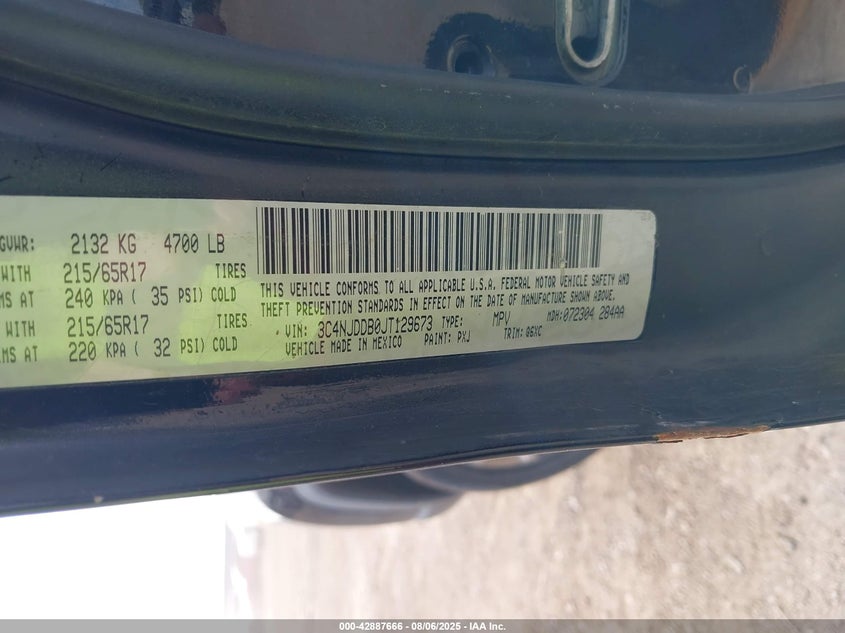 GVWR: 2132 KG 4700 LB
WITH 215/65R17 TIRES
MS AT 240 KPA ( 35 PSI) COLD
WITH 215/65R17 TIRES
MS AT 220 KPA ( 32 PSI) COLD
THIS VEHICLE CONFORMS TO ALL APPLICABLE U.S.A. FEDERAL MOTOR VEHICLE SAFETY AND
THEFT PREVENTION STANDARDS IN EFFECT ON THE DATE OF MANUFACTURE SHOWN ABOVE.
VIN: 3C4NJDDB0JT129673 TYPE: MPV MDH:072304 284AA
VEHICLE MADE IN MEXICO PAINT: PXJ TRIM: G6XC
000-42887666 - 08/06/2025 - IAA Inc.